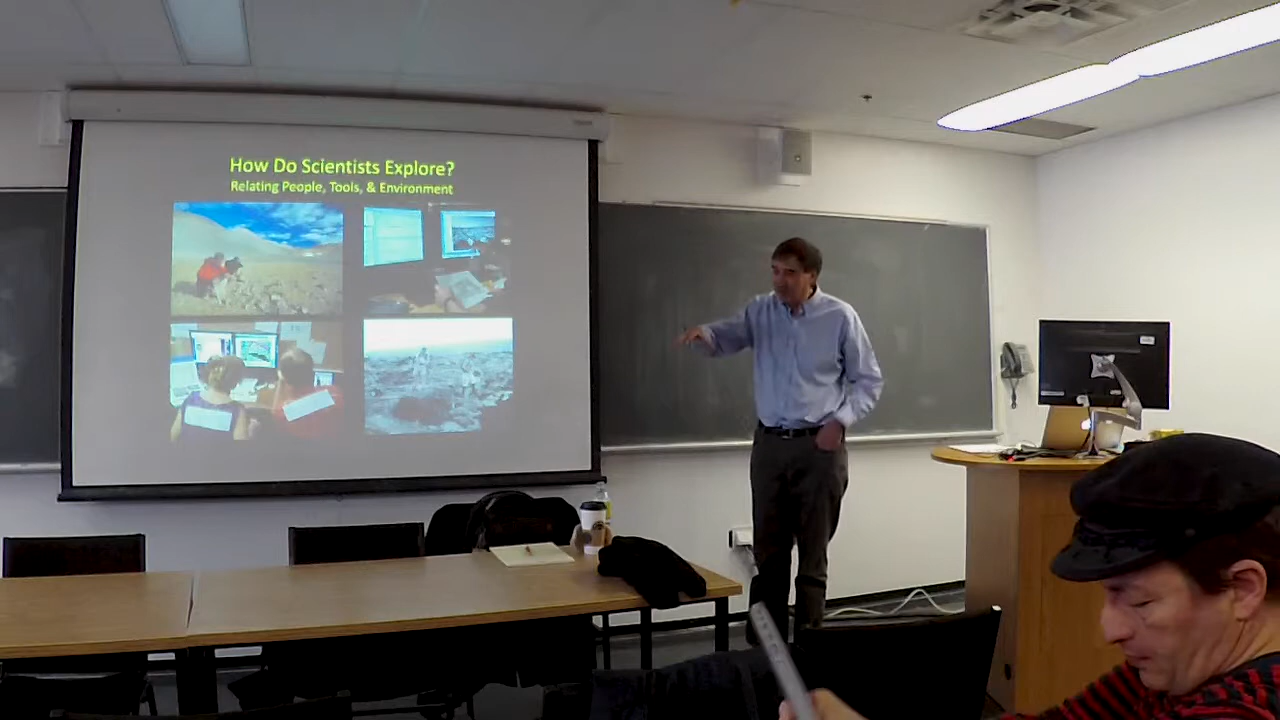 How Do Scientists Explore?
Relating People, Tools, & Environment